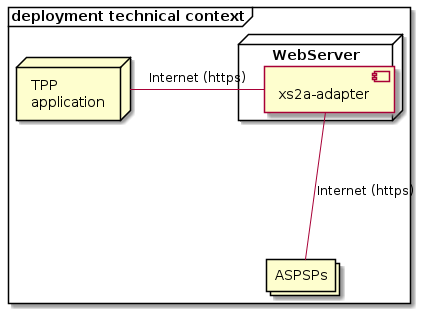 deployment technical context
WebServer
Internet (https)
TPP
application
xs2a-adapter
Internet (https)
ASPSPs